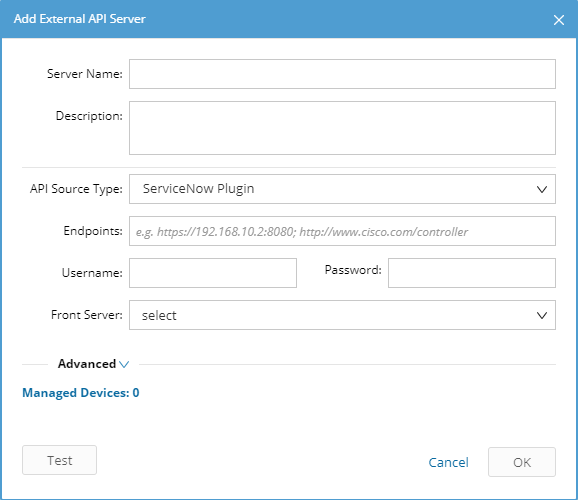 Add External API Server
Server Name:
Description:
API Source Type: ServiceNow Plugin
Endpoints: e.g. https://192.168.10.2:8080; http://www.cisco.com/controller
Username: Password:
Front Server: select
Advanced
Managed Devices: 0
Test Cancel OK